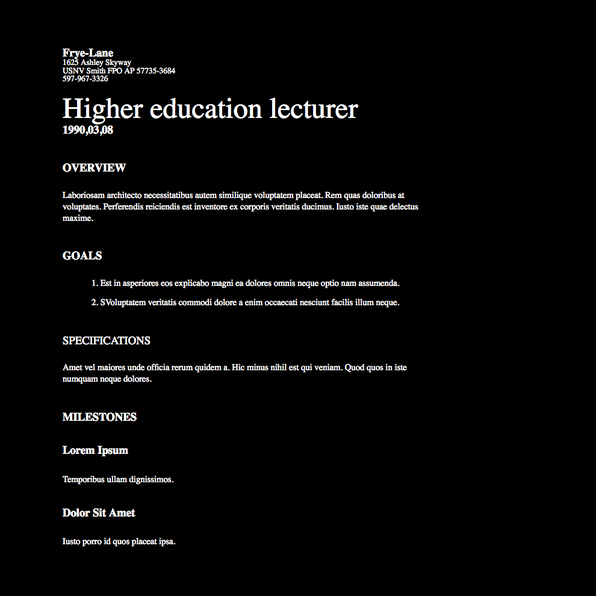 Frye-Lane
1625 Ashley Skyway
USNV Smith FPO AP 57735-3684
597-967-3326
Higher education lecturer
1990,03,08
OVERVIEW
Laboriosam architecto necessitatibus autem similique voluptatem placeat. Rem quas doloribus at
voluptates. Perferendis reiciendis est inventore ex corporis veritatis ducimus. Iusto iste quae delectus
maxime.
GOALS
1. Est in asperiores eos explicabo magni ea dolores omnis neque optio nam assumenda.
2. SVoluptatem veritatis commodi dolore a enim occaecati nesciunt facilis illum neque.
SPECIFICATIONS
Amet vel maiores unde officia rerum quidem a. Hic minus nihil est qui veniam. Quod quos in iste
numquam neque dolores.
MILESTONES
Lorem Ipsum
Temporibus ullam dignissimos.
Dolor Sit Amet
Iusto porro id quos placeat ipsa.